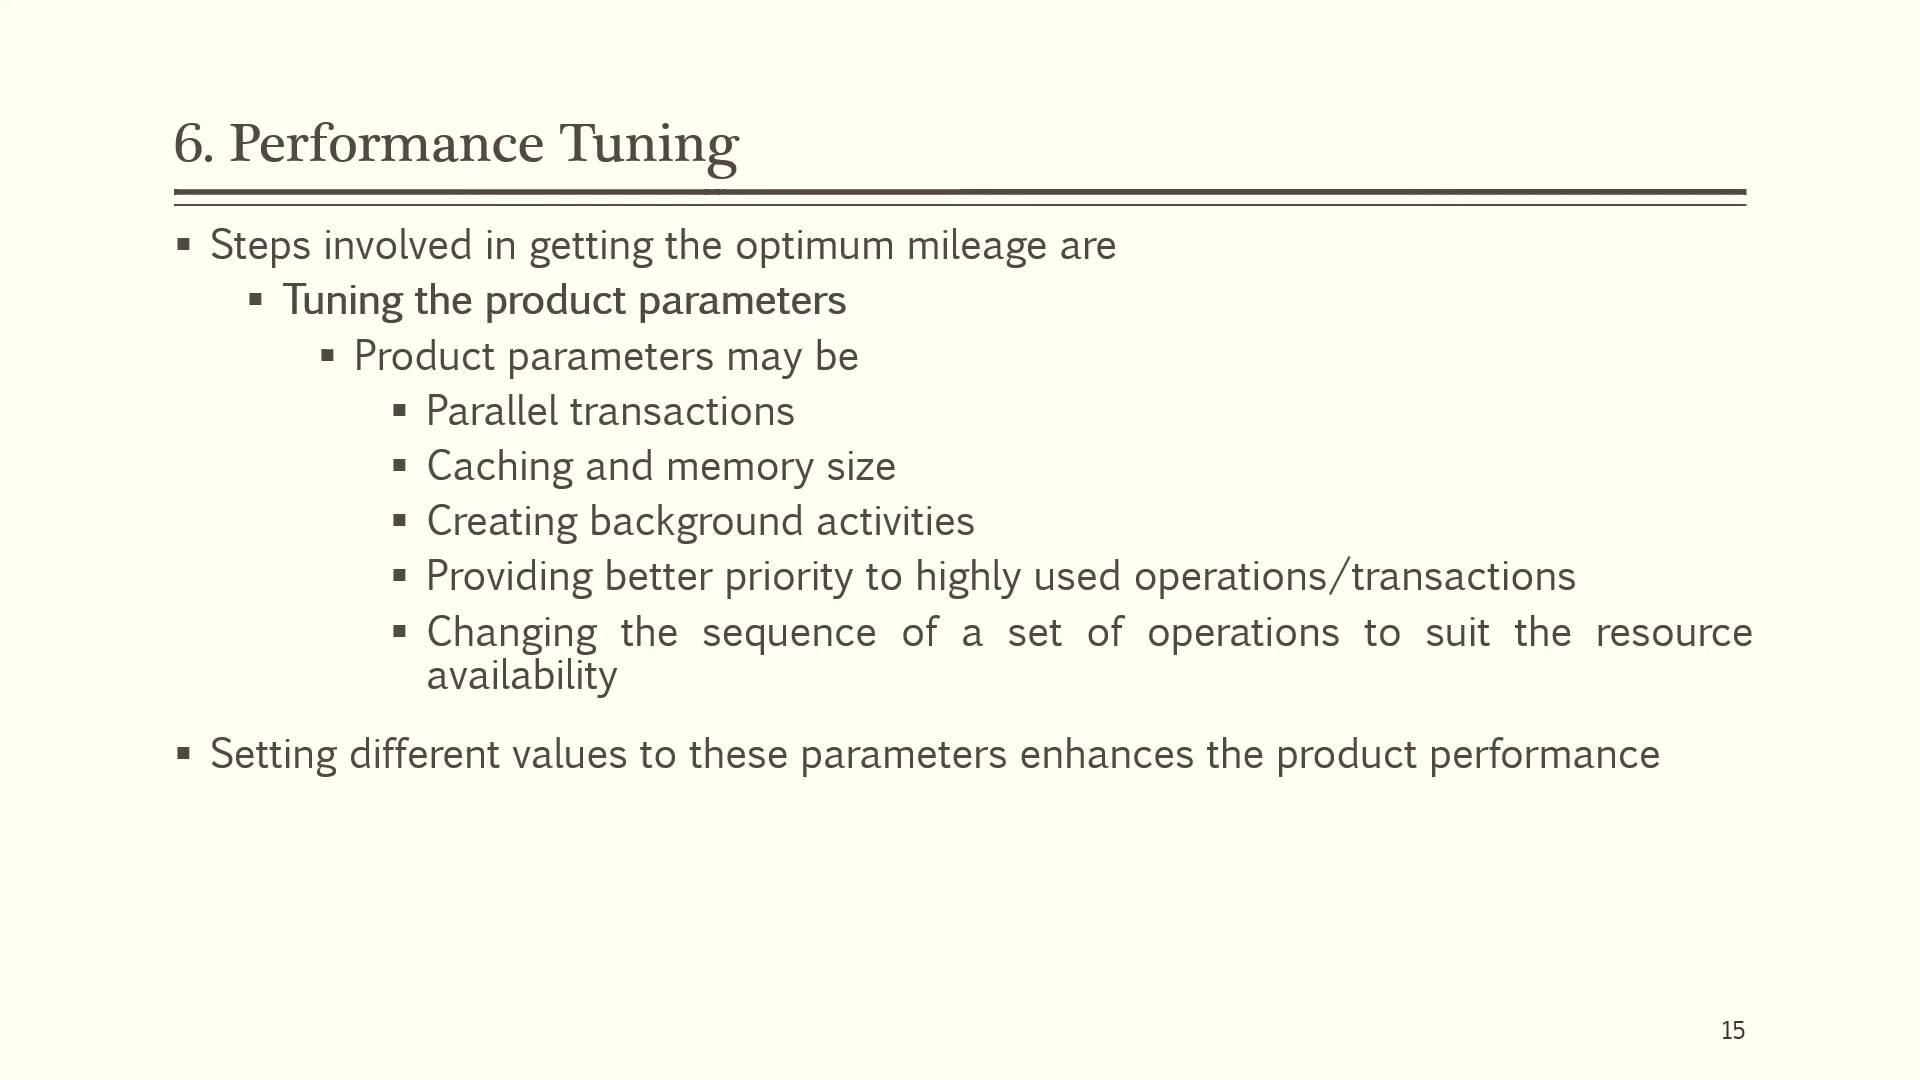 6. Performance Tuning
▪ Steps involved in getting the optimum mileage are
▪ Tuning the product parameters
▪ Product parameters may be
▪ Parallel transactions
▪ Caching and memory size
▪ Creating background activities
▪ Providing better priority to highly used operations/transactions
▪ Changing the sequence of a set of operations to suit the resource
availability
▪ Setting different values to these parameters enhances the product performance
15